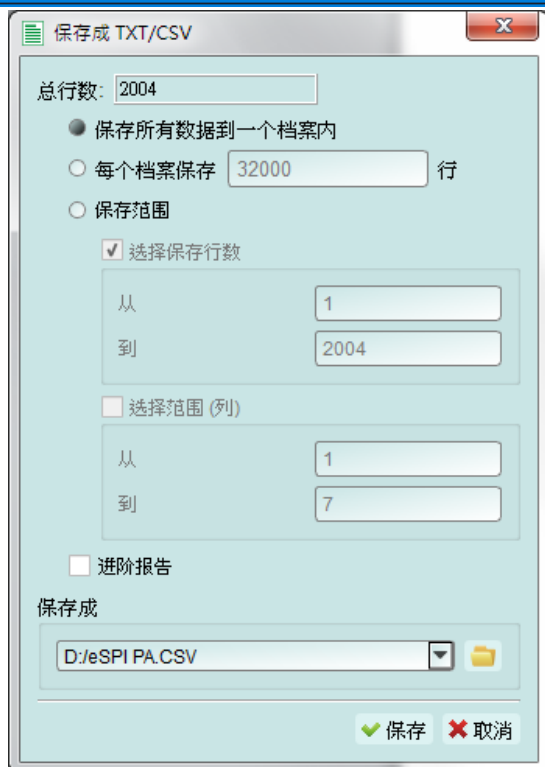 保存成 TXT/CSV
总行数: 2004
保存所有数据到一个档案内
每个档案保存 32000 行
保存范围
选择保存行数
从 1
到 2004
选择范围 (列)
从 1
到 7
进阶报告
保存成
D:/eSPI PA.CSV
保存 取消